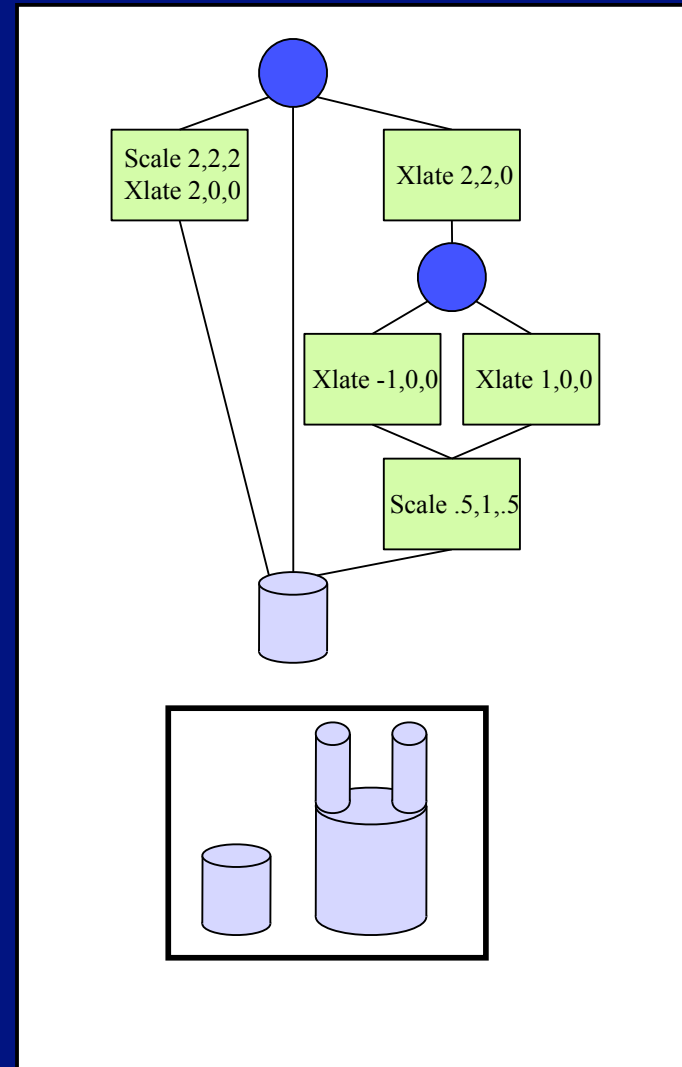 Scale 2,2,2
Xlate 2,0,0
Xlate 2,2,0
Xlate -1,0,0
Xlate 1,0,0
Scale .5,1,.5